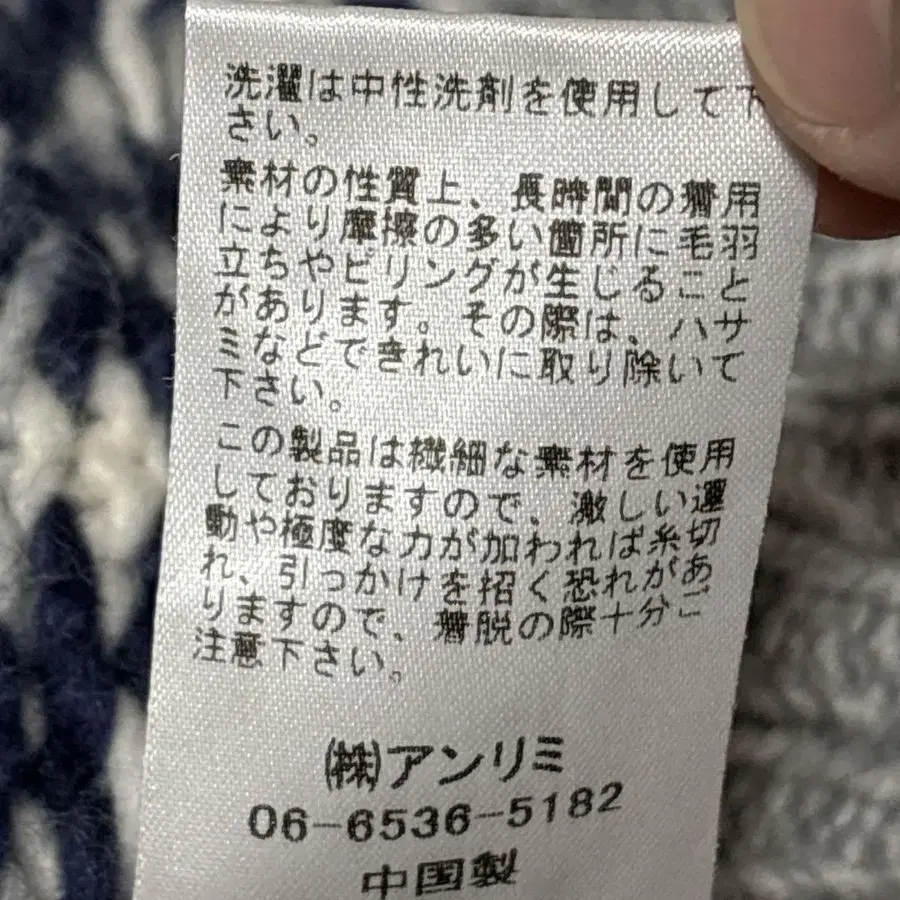 洗濯は中性洗剤を使用して下
さい。
素材の性質上、長時間の着用
により摩擦の多い箇所に毛羽
立ちやピリングが生じること
があります。その際は、ハサ
ミなどできれいに取り除いて
下さい。
この製品は繊細な素材を使用
しておりますので、激しい運
動や極度な力が加われば糸切
れ、引っかけを招く恐れがあ
りますので、着脱の際十分ご
注意下さい。
㈱アンリミ
06-6536-5182
中国製